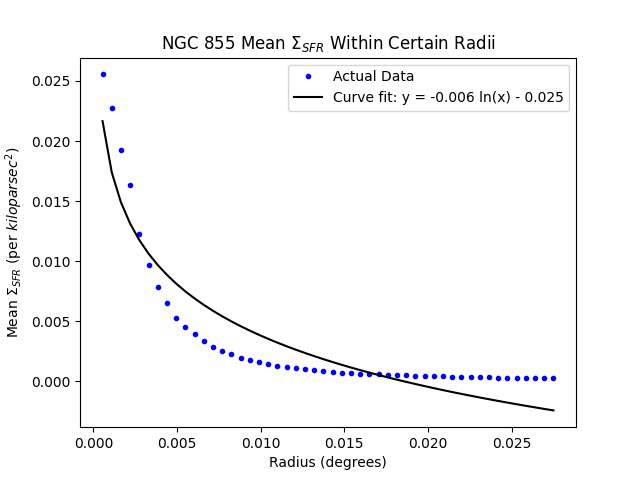 NGC 855 Mean Σ_SFR Within Certain Radii
Actual Data
Curve fit: y = -0.006 ln(x) - 0.025
Mean Σ_SFR (per kiloparsec²)
0.025
0.020
0.015
0.010
0.005
0.000
0.000 0.005 0.010 0.015 0.020 0.025
Radius (degrees)